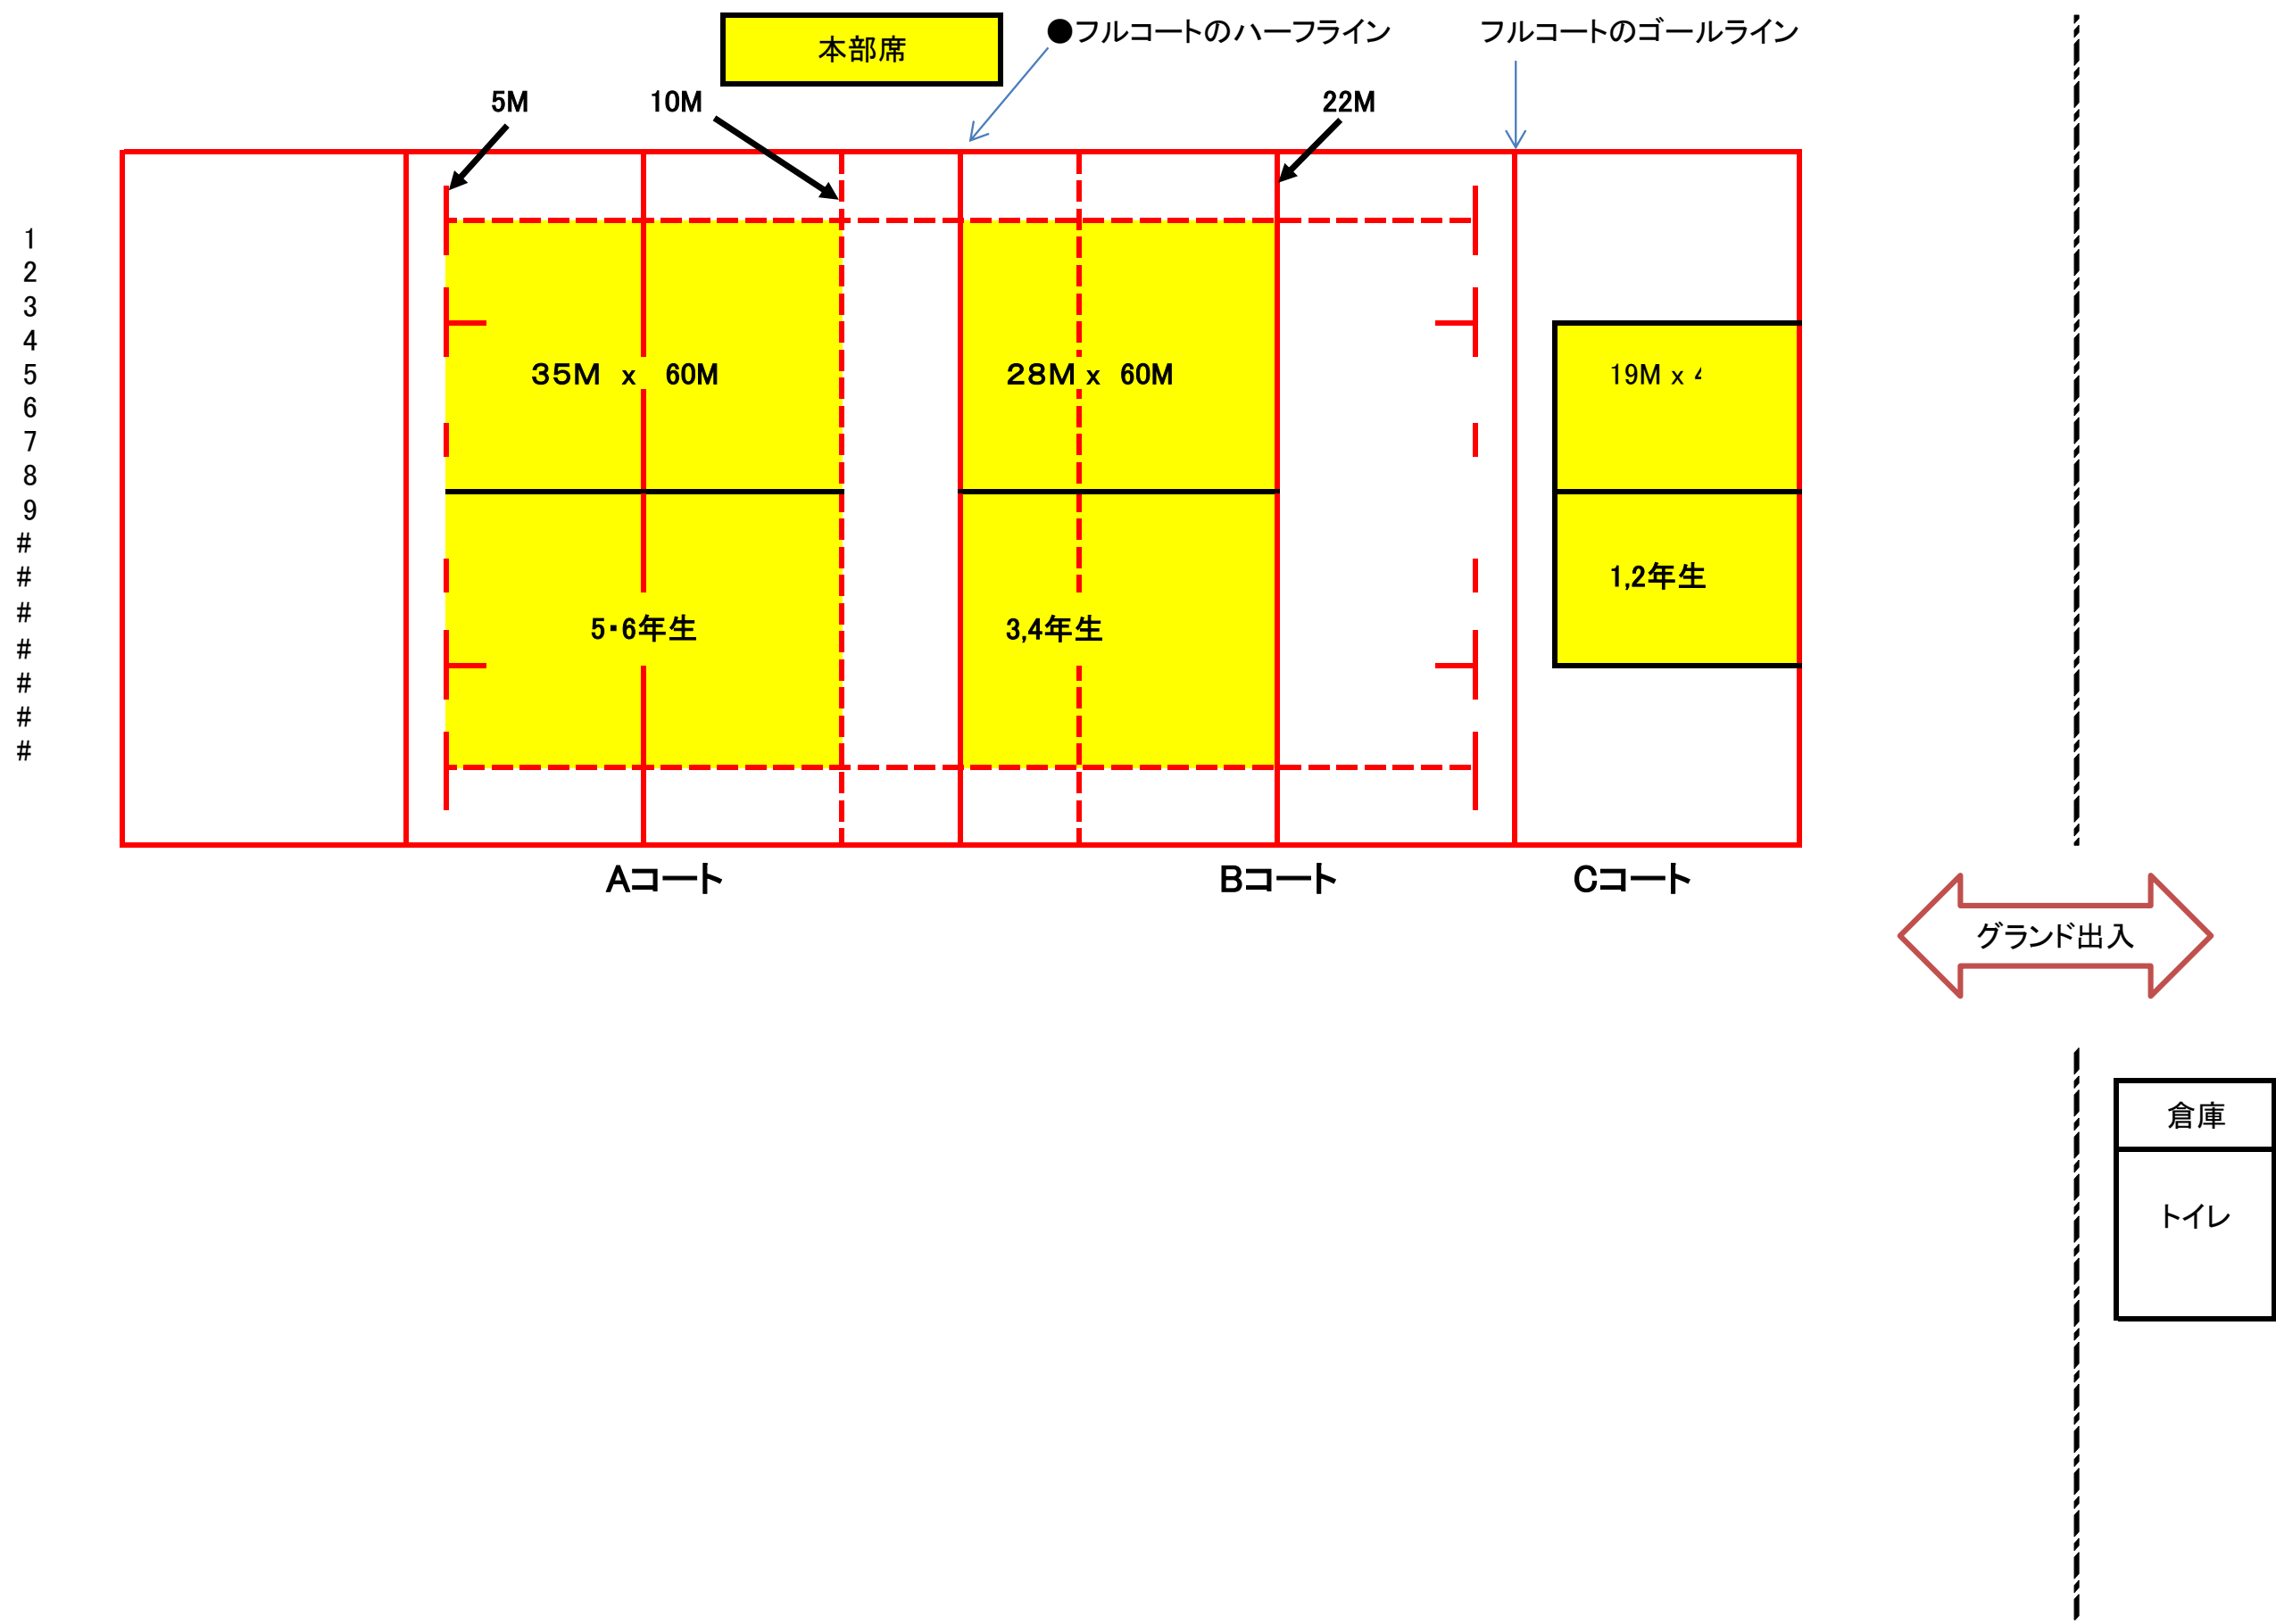 本部席
●フルコートのハーフライン
フルコートのゴールライン
5M
10M
22M
1
2
3
4
5
6
7
8
9
#
#
#
#
#
#
#
35M x 60M
28M x 60M
19M x
5・6年生
3,4年生
1,2年生
Aコート
Bコート
Cコート
グランド出入
倉庫
トイレ